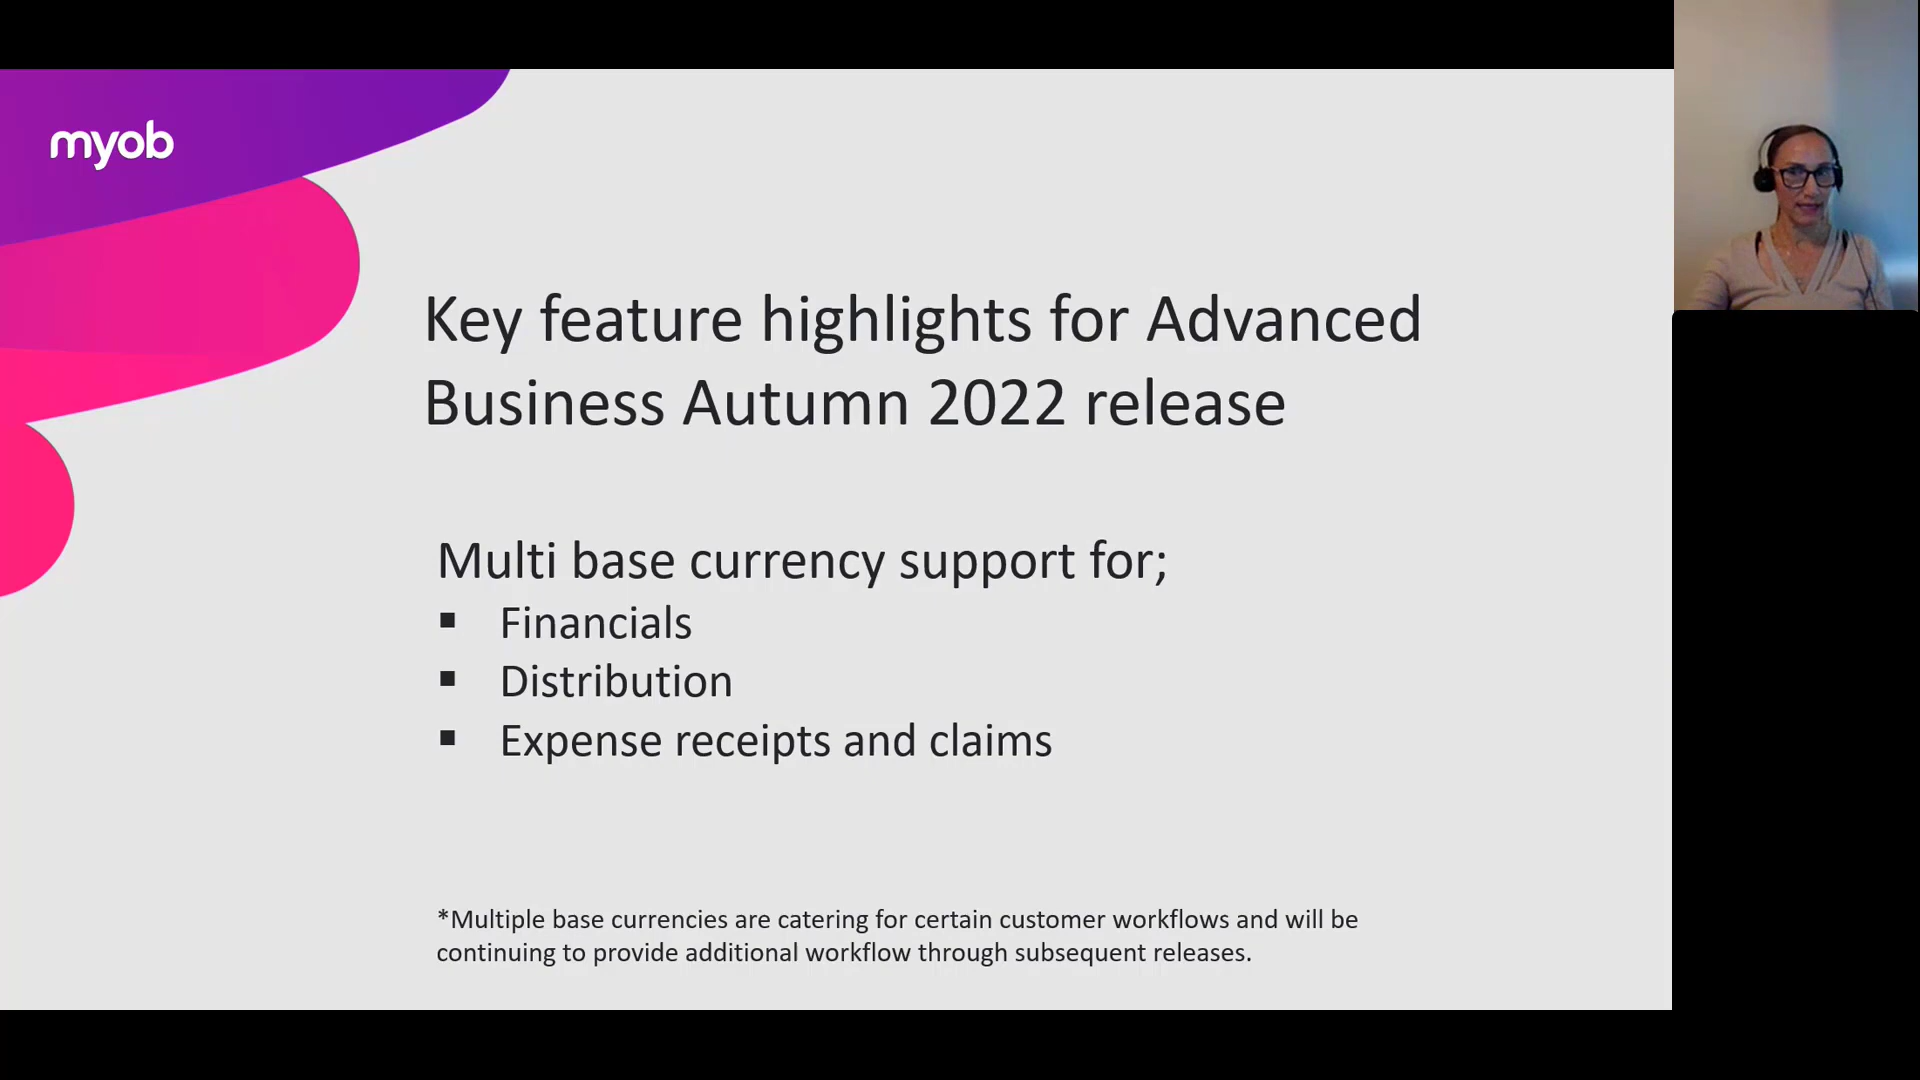 myob
Key feature highlights for Advanced
Business Autumn 2022 release
Multi base currency support for;
▪ Financials
▪ Distribution
▪ Expense receipts and claims
*Multiple base currencies are catering for certain customer workflows and will be
continuing to provide additional workflow through subsequent releases.